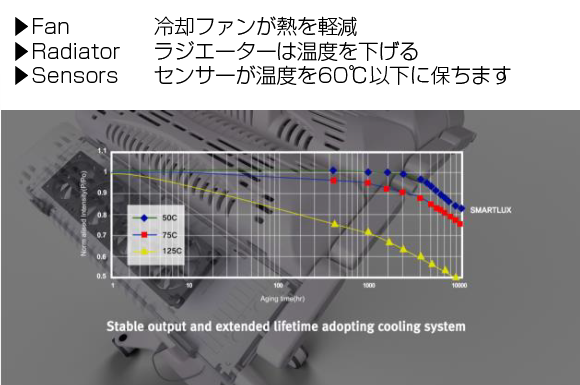 ▶Fan 冷却ファンが熱を軽減
▶Radiator ラジエーターは温度を下げる
▶Sensors センサーが温度を60℃以下に保ちます
1.1
1
0.9
0.8
0.7
0.6
0.5
Normalised Intensity(P/Po)
50C
75C
125C
SMARTLUX
1 10 100 1000 10000
Aging time(hr)
Stable output and extended lifetime adopting cooling system